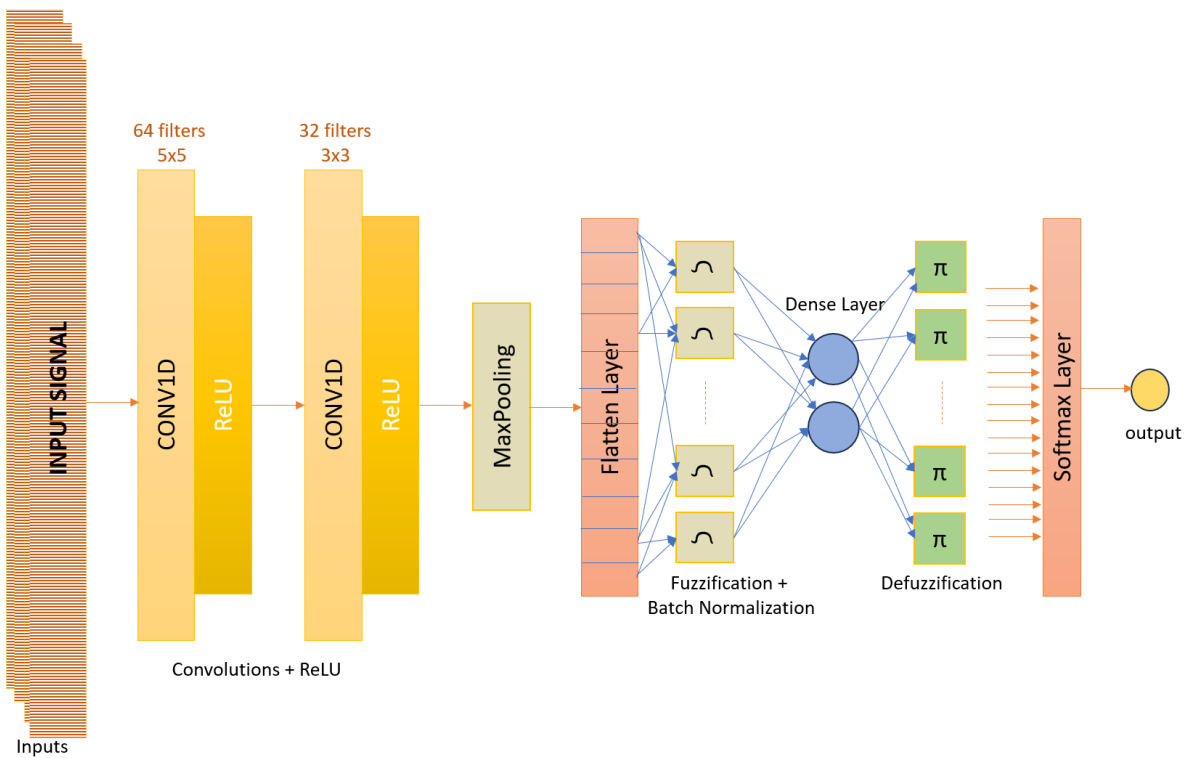 64 filters
5x5
32 filters
3x3
INPUT SIGNAL
CONV1D
ReLU
CONV1D
ReLU
MaxPooling
Flatten Layer
Dense Layer
π
π
π
π
Softmax Layer
output
Fuzzification +
Batch Normalization
Defuzzification
Convolutions + ReLU
Inputs